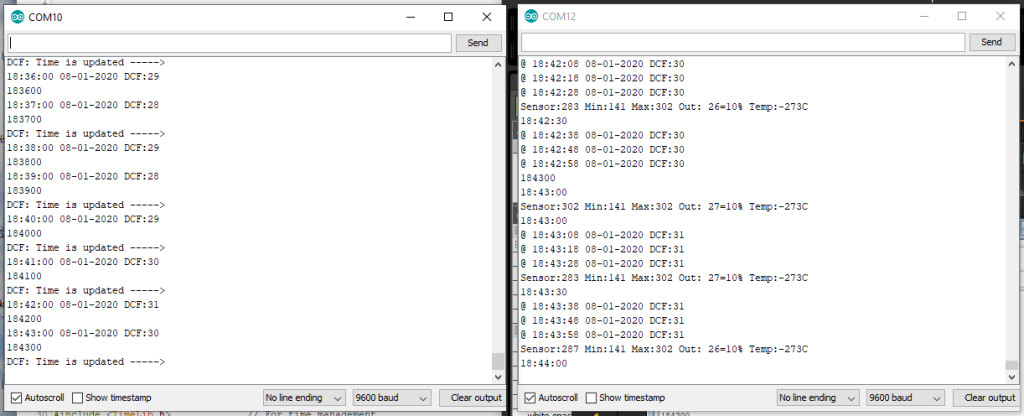 COM10
Send
DCF: Time is updated ----->
18:36:00 08-01-2020 DCF:29
183600
18:37:00 08-01-2020 DCF:28
183700
DCF: Time is updated ----->
18:38:00 08-01-2020 DCF:29
183800
18:39:00 08-01-2020 DCF:28
183900
DCF: Time is updated ----->
18:40:00 08-01-2020 DCF:29
184000
DCF: Time is updated ----->
18:41:00 08-01-2020 DCF:30
184100
DCF: Time is updated ----->
18:42:00 08-01-2020 DCF:31
184200
18:43:00 08-01-2020 DCF:30
184300
DCF: Time is updated ----->
Autoscroll Show timestamp No line ending 9600 baud Clear output
30 #include <TimeLib.h> // For time management
COM12
Send
@ 18:42:08 08-01-2020 DCF:30
@ 18:42:18 08-01-2020 DCF:30
@ 18:42:28 08-01-2020 DCF:30
Sensor:283 Min:141 Max:302 Out: 26=10% Temp:-273C
18:42:30
@ 18:42:38 08-01-2020 DCF:30
@ 18:42:48 08-01-2020 DCF:30
@ 18:42:58 08-01-2020 DCF:30
184300
18:43:00
Sensor:302 Min:141 Max:302 Out: 27=10% Temp:-273C
18:43:00
@ 18:43:08 08-01-2020 DCF:31
@ 18:43:18 08-01-2020 DCF:31
@ 18:43:28 08-01-2020 DCF:31
Sensor:283 Min:141 Max:302 Out: 27=10% Temp:-273C
18:43:30
@ 18:43:38 08-01-2020 DCF:31
@ 18:43:48 08-01-2020 DCF:31
@ 18:43:58 08-01-2020 DCF:31
Sensor:287 Min:141 Max:302 Out: 26=10% Temp:-273C
18:44:00
Autoscroll Show timestamp No line ending 9600 baud Clear output